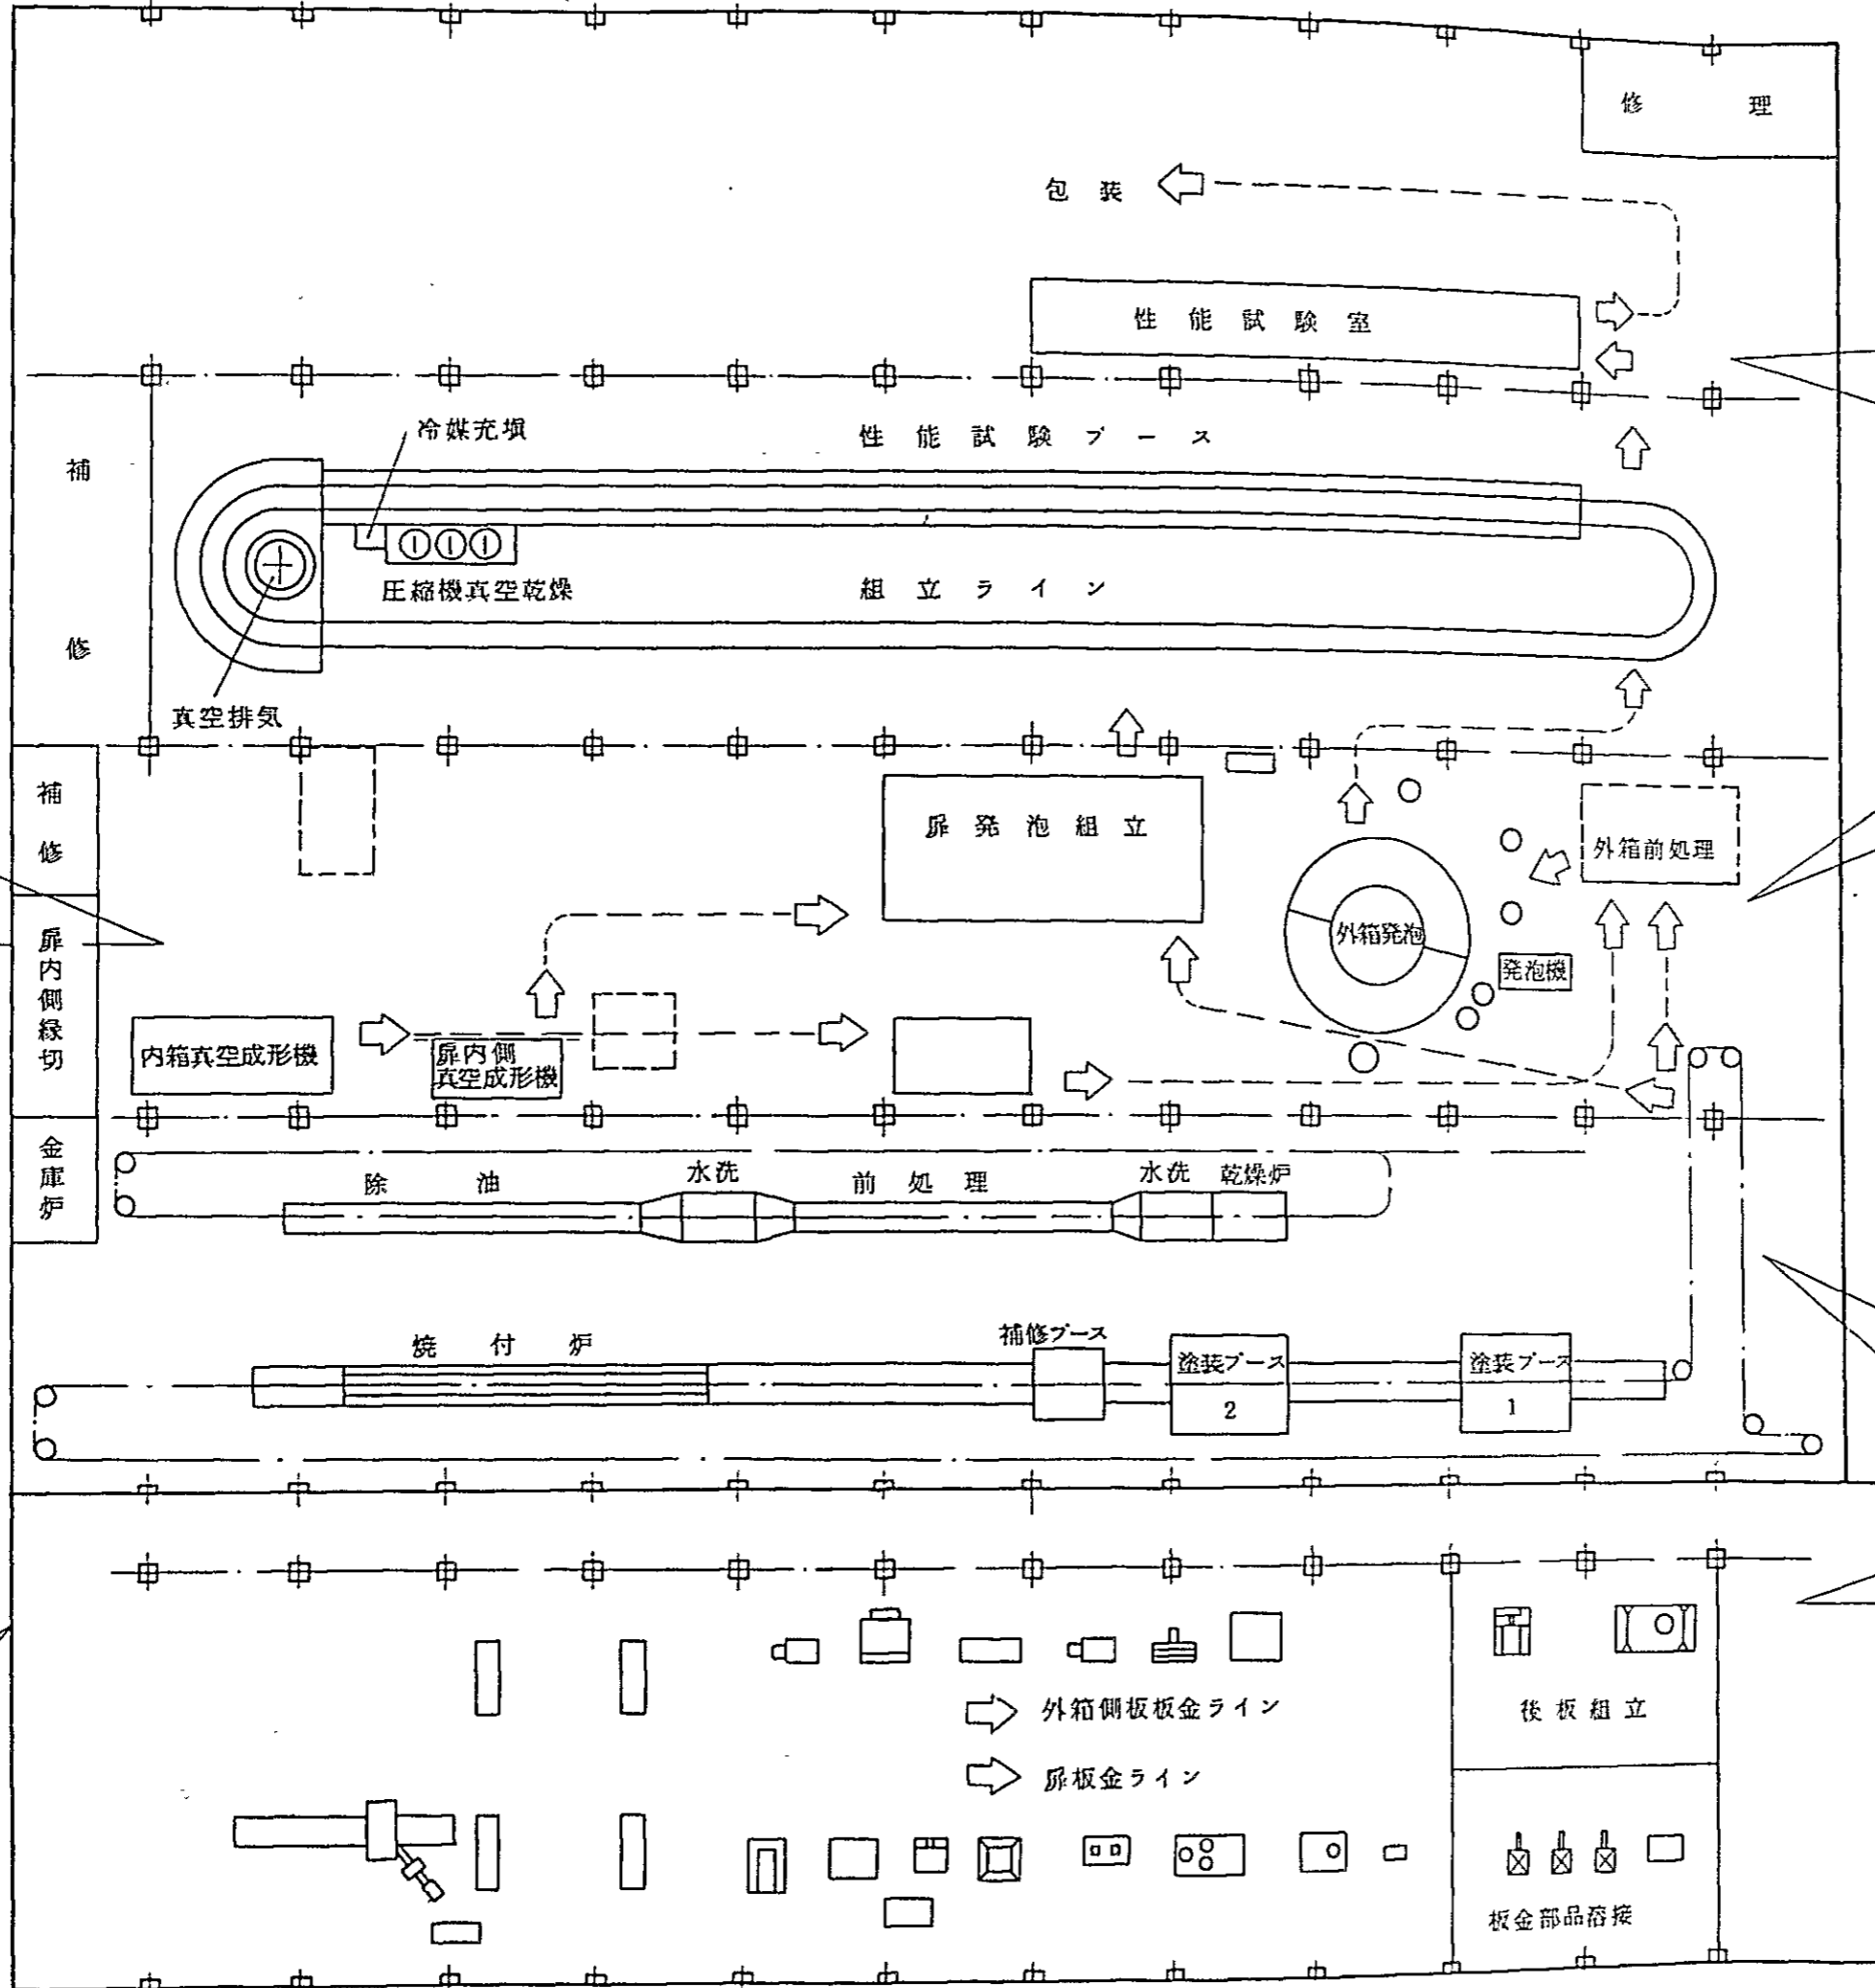 修理
包装
性能試験室
冷媒充塡
性能試験ブース
補修
圧縮機真空乾燥
組立ライン
真空排気
補修
扉発泡組立
外箱前処理
扉内側縁切
外箱発泡
発泡機
内箱真空成形機
扉内側
真空成形機
金庫炉
除油
水洗
前処理
水洗
乾燥炉
焼付炉
補修ブース
塗装ブース
2
塗装ブース
1
外箱側板板金ライン
後板組立
扉板金ライン
板金部品溶接